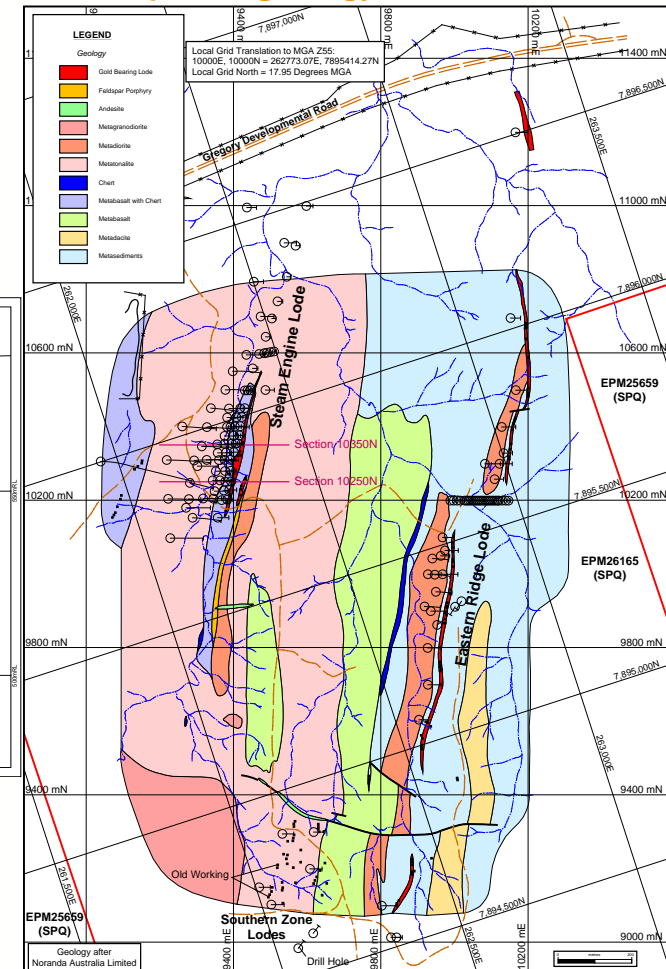 9400 mE
7,897,000N
9800 mE
10200 mE
LEGEND
Geology
Gold Bearing Lode
Feldspar Porphyry
Andesite
Metagranodiorite
Metadiorite
Metatonalite
Chert
Metabasalt with Chert
Metabasalt
Metadacite
Metasediments
Local Grid Translation to MGA Z55:
10000E, 10000N = 262773.07E, 7895414.27N
Local Grid North = 17.95 Degrees MGA
11400 mN
7,896,500N
Gregory Developmental Road
263,500E
11000 mN
7,896,000N
262,000E
Steam Engine Lode
10600 mN
10600 mN
EPM25659
(SPQ)
Section 10350N
Section 10250N
7,895,500N
10200 mN
10200 mN
Eastern Ridge Lode
EPM26165
(SPQ)
9800 mN
9800 mN
7,895,000N
263,000E
9400 mN
9400 mN
Old Working
261,500E
EPM25659
(SPQ)
Southern Zone
Lodes
7,894,500N
262,500E
9000 mN
Geology after
Noranda Australia Limited
9400 mE
Drill Hole
9800 mE
10200 mE
metres